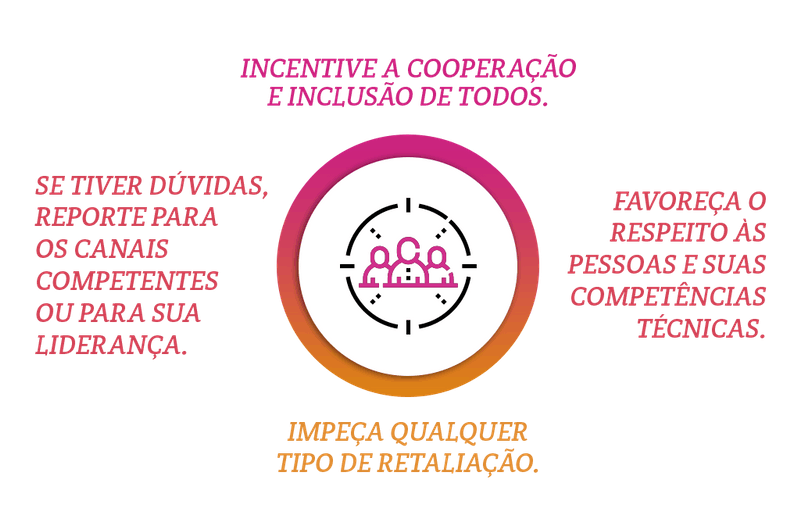 INCENTIVE A COOPERAÇÃO
E INCLUSÃO DE TODOS.
SE TIVER DÚVIDAS,
REPORTE PARA
OS CANAIS
COMPETENTES
OU PARA SUA
LIDERANÇA.
FAVOREÇA O
RESPEITO ÀS
PESSOAS E SUAS
COMPETÊNCIAS
TÉCNICAS.
IMPEÇA QUALQUER
TIPO DE RETALIAÇÃO.